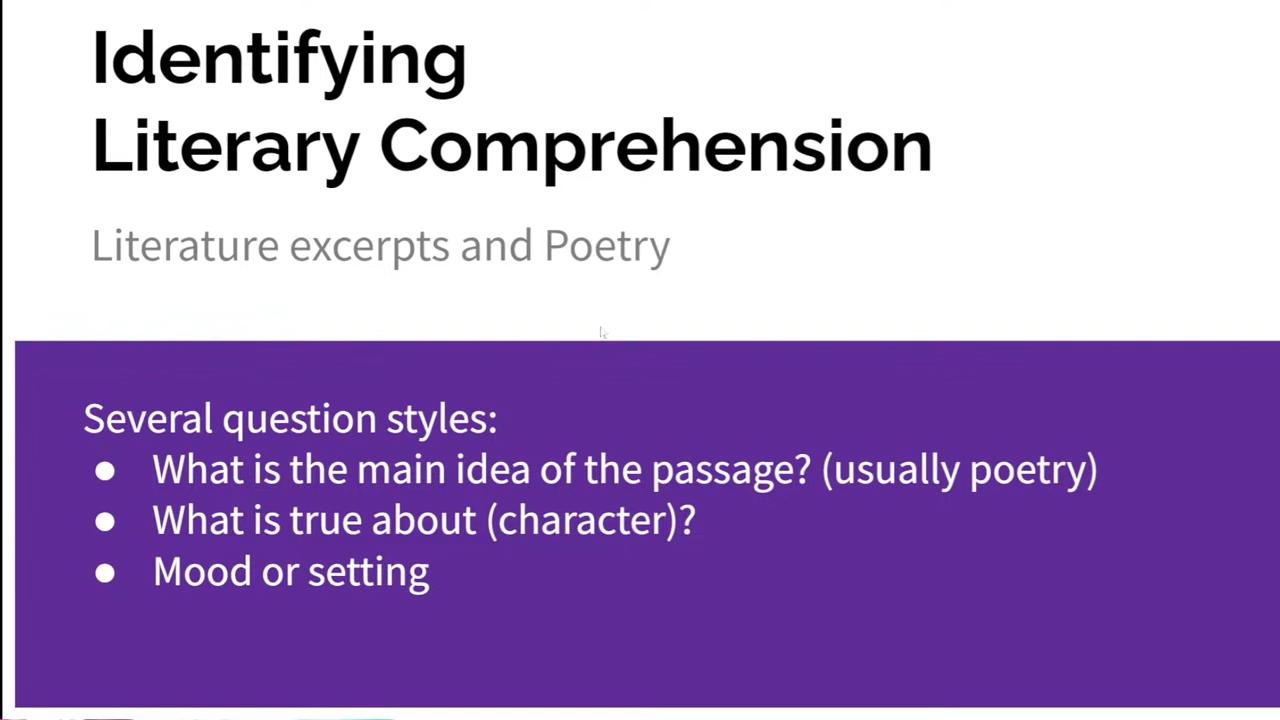 Identifying
Literary Comprehension
Literature excerpts and Poetry
Several question styles:
● What is the main idea of the passage? (usually poetry)
● What is true about (character)?
● Mood or setting